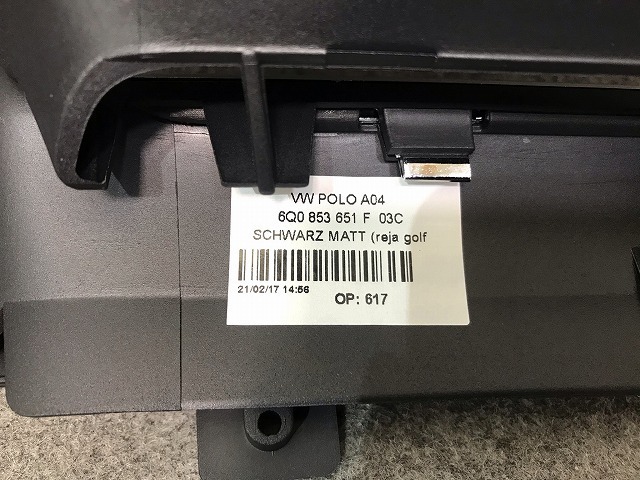 VW POLO A04
6Q0 853 651 F 03C
SCHWARZ MATT (reja golf
21/02/17 14:56
OP: 617